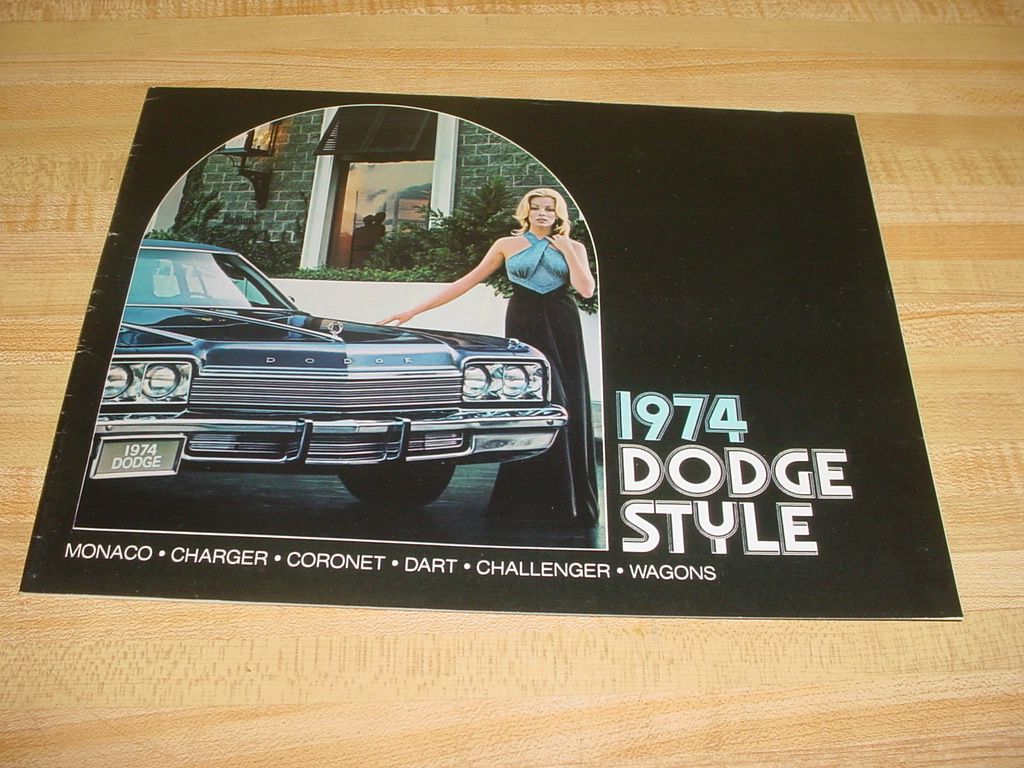 DODGE
1974
DODGE
1974
DODGE
STYLE
MONACO • CHARGER • CORONET • DART • CHALLENGER • WAGONS